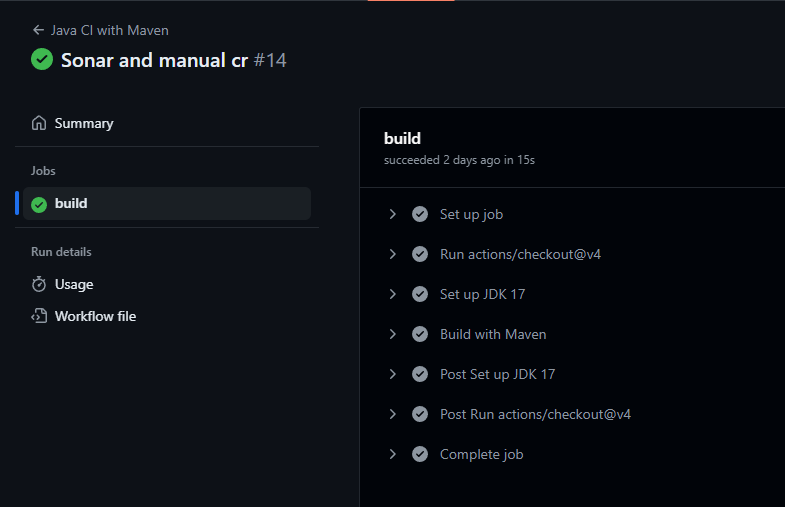 Java CI with Maven
Sonar and manual cr #14
Summary
Jobs
build
Run details
Usage
Workflow file
build
succeeded 2 days ago in 15s
Set up job
Run actions/checkout@v4
Set up JDK 17
Build with Maven
Post Set up JDK 17
Post Run actions/checkout@v4
Complete job